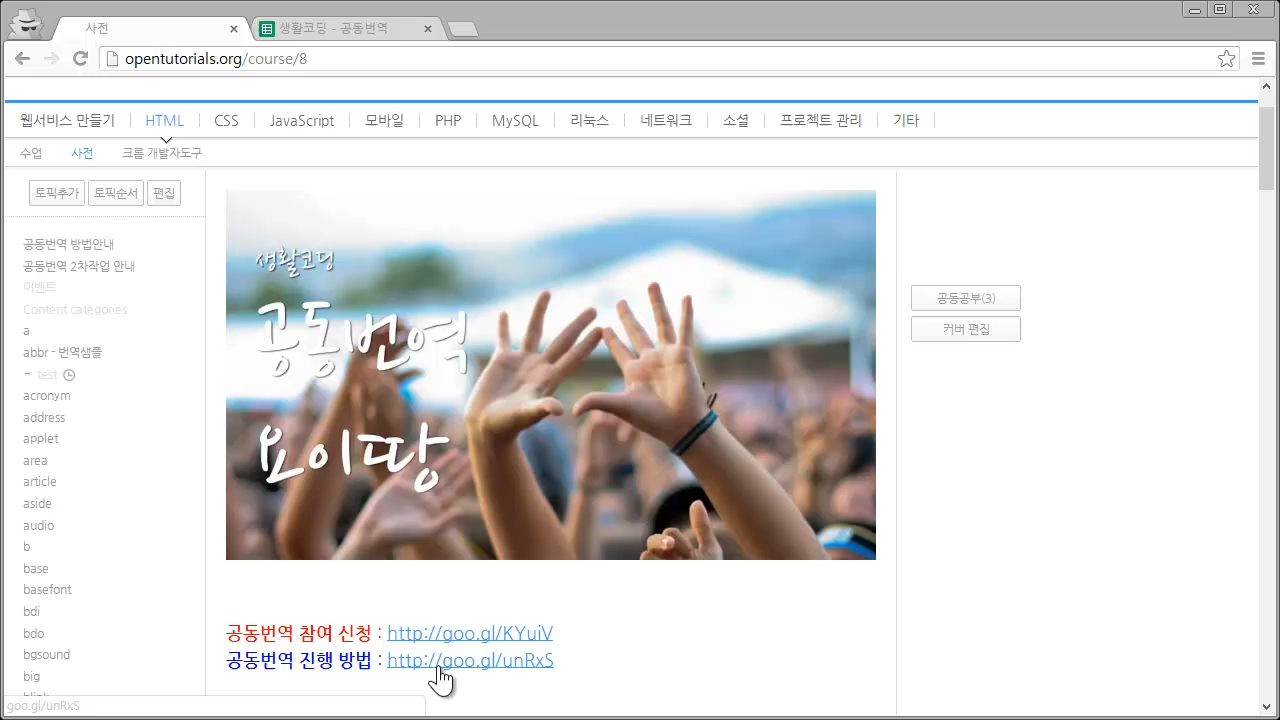 사전
생활코딩 - 공동번역
opentutorials.org/course/8
웹서비스 만들기
HTML
CSS
JavaScript
모바일
PHP
MySQL
리눅스
네트워크
소셜
프로젝트 관리
기타
수업
사전
크롬 개발자도구
토픽추가
토픽순서
편집
공동번역 방법안내
공동번역 2차작업 안내
이벤트
Content categories
a
abbr - 번역샘플
- test
acronym
address
applet
area
article
aside
audio
b
base
basefont
bdi
bdo
bgsound
big
blink
생활코딩
공동번역
요이땅
공동번역 참여 신청 : http://goo.gl/KYuiV
공동번역 진행 방법 : http://goo.gl/unRxS
공동공부(3)
커버 편집
goo.gl/unRxS